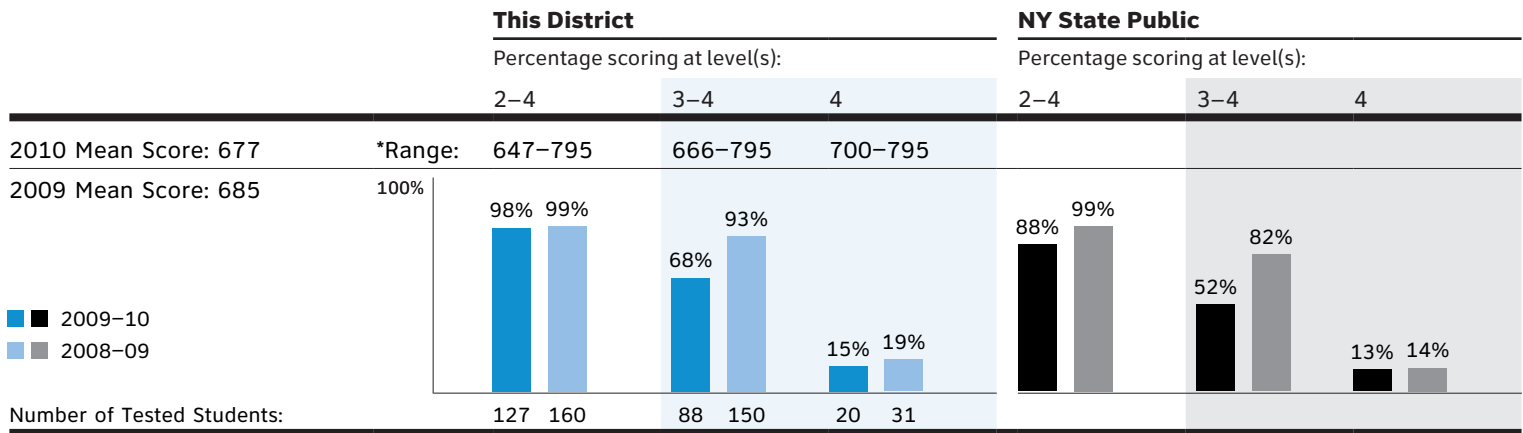 This District NY State Public
Percentage scoring at level(s): Percentage scoring at level(s):
2–4 3–4 4 2–4 3–4 4
2010 Mean Score: 677 *Range: 647–795 666–795 700–795
2009 Mean Score: 685 100%
98% 99% 93% 88% 99%
68% 82%
52%
15% 19% 13% 14%
2009–10
2008–09
Number of Tested Students: 127 160 88 150 20 31